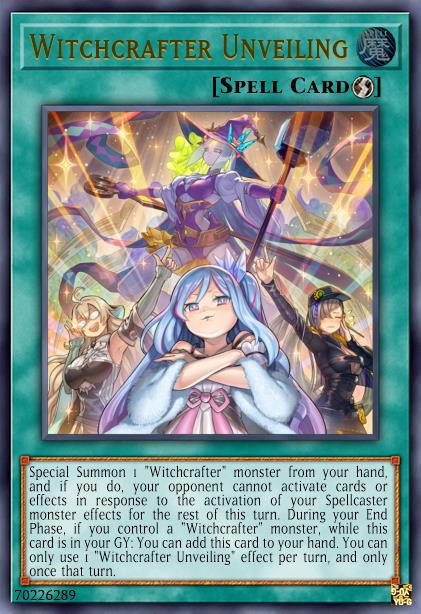 WITCHCRAFTER UNVEILING
[SPELL CARD]
Special Summon 1 "Witchcrafter" monster from your hand,
and if you do, your opponent cannot activate cards or
effects in response to the activation of your Spellcaster
monster effects for the rest of this turn. During your End
Phase, if you control a "Witchcrafter" monster, while this
card is in your GY: You can add this card to your hand. You can
only use 1 "Witchcrafter Unveiling" effect per turn, and only
once that turn.
70226289